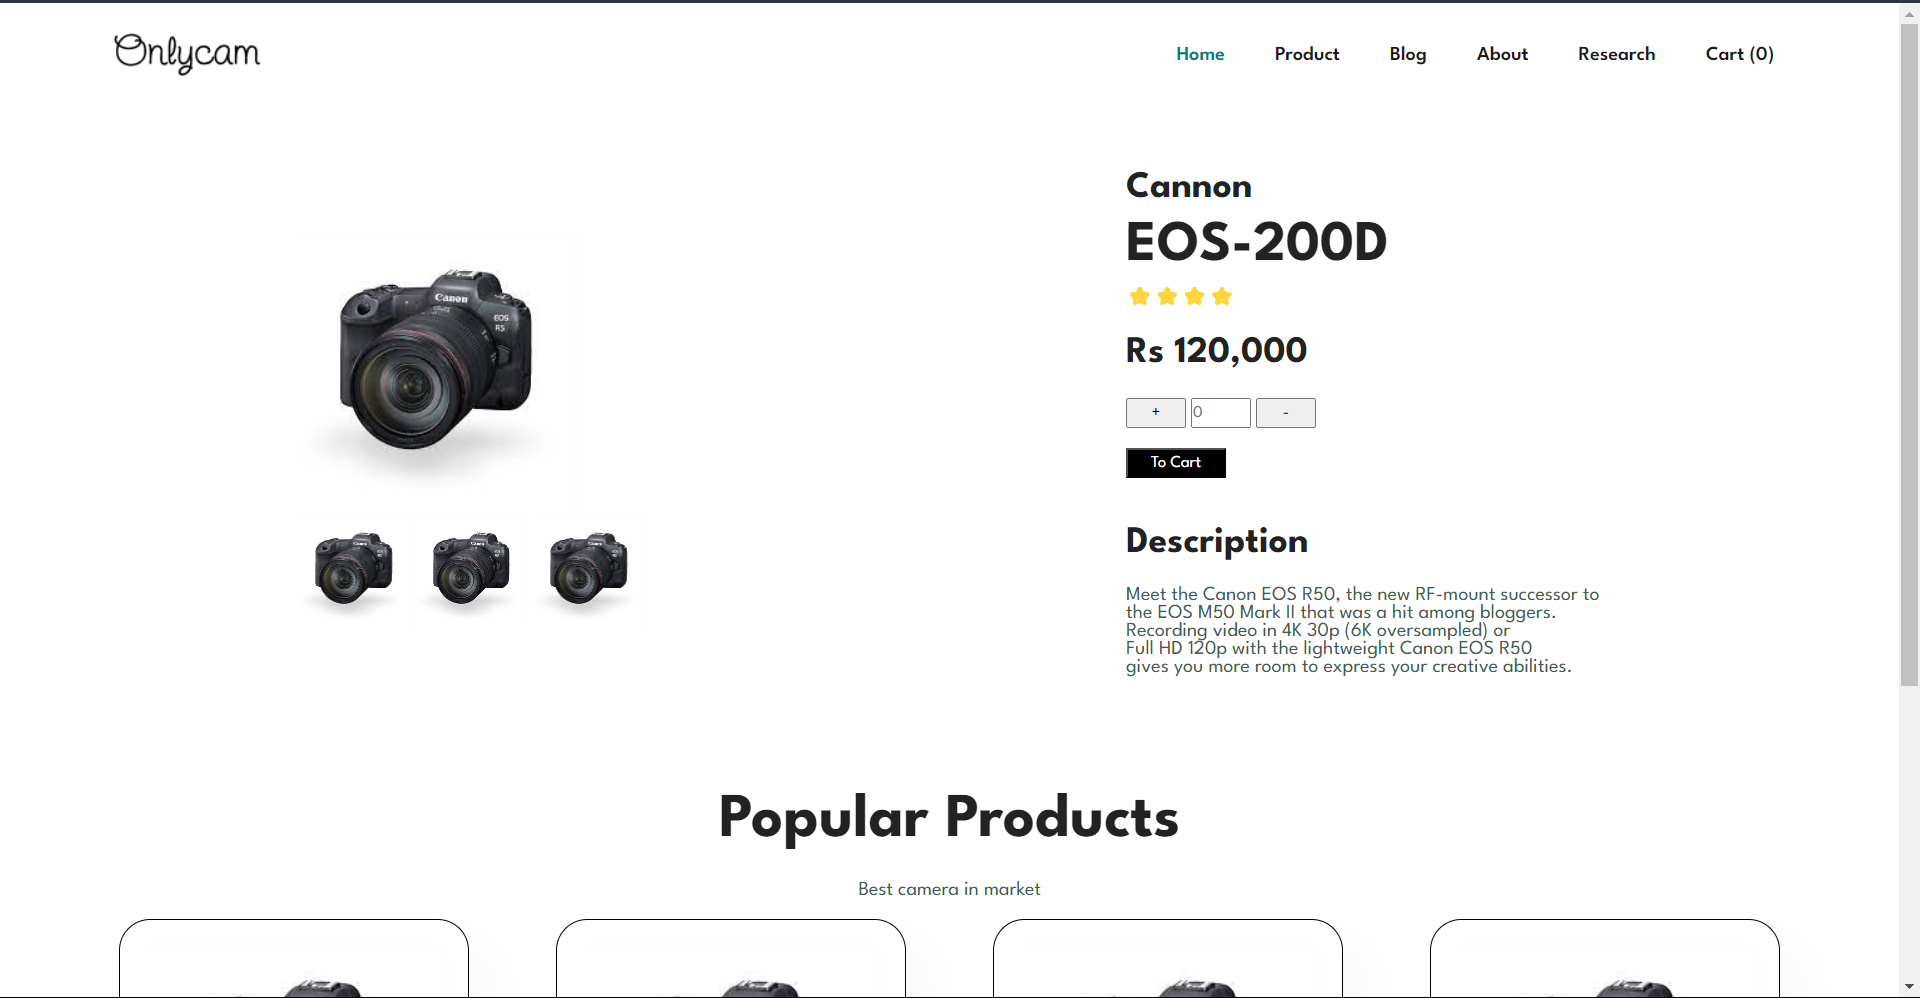 Onlycam
Home Product Blog About Research Cart (0)
Cannon
EOS-200D
Rs 120,000
+ 0 -
To Cart
Canon
EOS
R5
Description
Meet the Canon EOS R50, the new RF-mount successor to
the EOS M50 Mark II that was a hit among bloggers.
Recording video in 4K 30p (6K oversampled) or
Full HD 120p with the lightweight Canon EOS R50
gives you more room to express your creative abilities.
Popular Products
Best camera in market